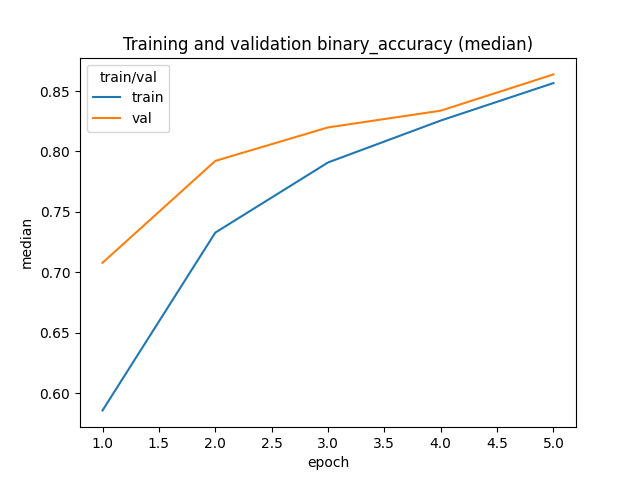 Training and validation binary_accuracy (median)
train/val
train
val
0.85
0.80
0.75
0.70
0.65
0.60
median
1.0 1.5 2.0 2.5 3.0 3.5 4.0 4.5 5.0
epoch